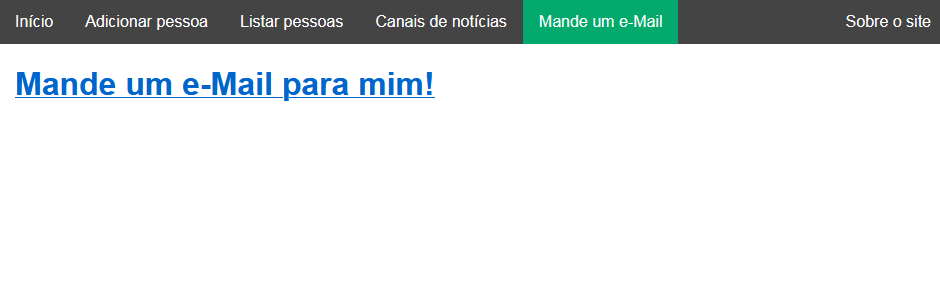 Início Adicionar pessoa Listar pessoas Canais de notícias Mande um e-Mail Sobre o site
Mande um e-Mail para mim!